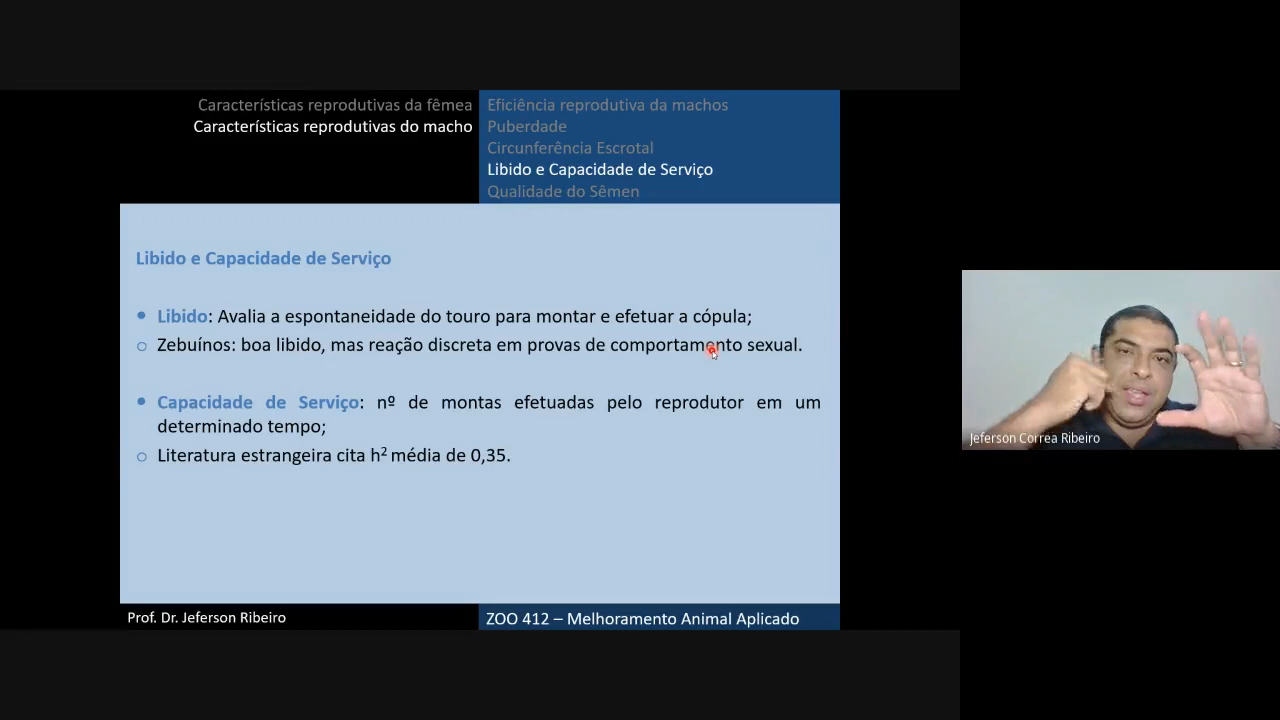 Características reprodutivas da fêmea
Características reprodutivas do macho
Eficiência reprodutiva da machos
Puberdade
Circunferência Escrotal
Libido e Capacidade de Serviço
Qualidade do Sêmen
Libido e Capacidade de Serviço
• Libido: Avalia a espontaneidade do touro para montar e efetuar a cópula;
○ Zebuínos: boa libido, mas reação discreta em provas de comportamento sexual.
• Capacidade de Serviço: nº de montas efetuadas pelo reprodutor em um
determinado tempo;
○ Literatura estrangeira cita h² média de 0,35.
Prof. Dr. Jeferson Ribeiro
ZOO 412 – Melhoramento Animal Aplicado
Jeferson Correa Ribeiro